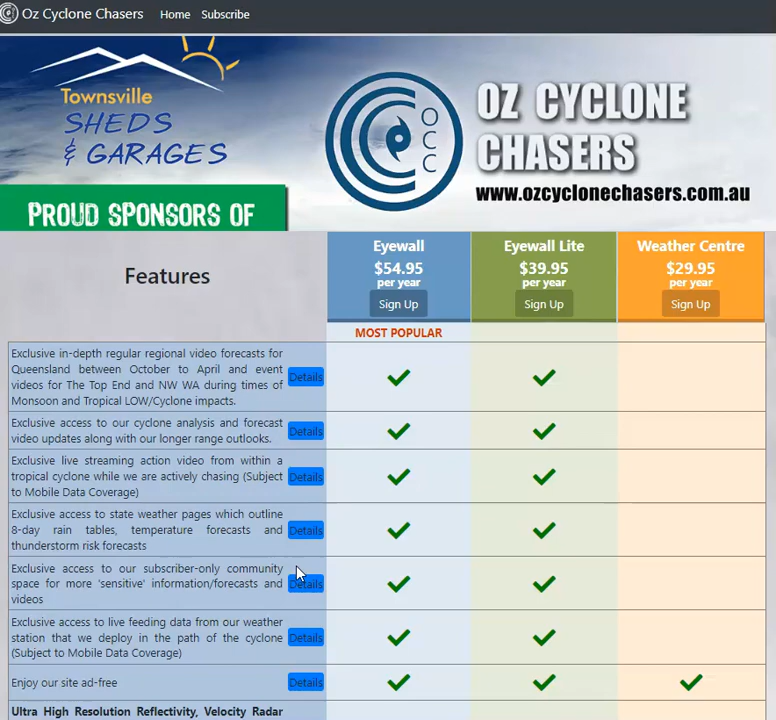 Oz Cyclone Chasers Home Subscribe
Townsville
SHEDS
& GARAGES
PROUD SPONSORS OF
OCC
OZ CYCLONE
CHASERS
www.ozcyclonechasers.com.au
Features
Eyewall
$54.95
per year
Sign Up
Eyewall Lite
$39.95
per year
Sign Up
Weather Centre
$29.95
per year
Sign Up
MOST POPULAR
Exclusive in-depth regular regional video forecasts for
Queensland between October to April and event
videos for The Top End and NW WA during times of
Monsoon and Tropical LOW/Cyclone impacts.
Details
Exclusive access to our cyclone analysis and forecast
video updates along with our longer range outlooks.
Details
Exclusive live streaming action video from within a
tropical cyclone while we are actively chasing (Subject
to Mobile Data Coverage)
Details
Exclusive access to state weather pages which outline
8-day rain tables, temperature forecasts and
thunderstorm risk forecasts
Details
Exclusive access to our subscriber-only community
space for more 'sensitive' information/forecasts and
videos
Details
Exclusive access to live feeding data from our weather
station that we deploy in the path of the cyclone
(Subject to Mobile Data Coverage)
Details
Enjoy our site ad-free
Details
Ultra High Resolution Reflectivity, Velocity Radar